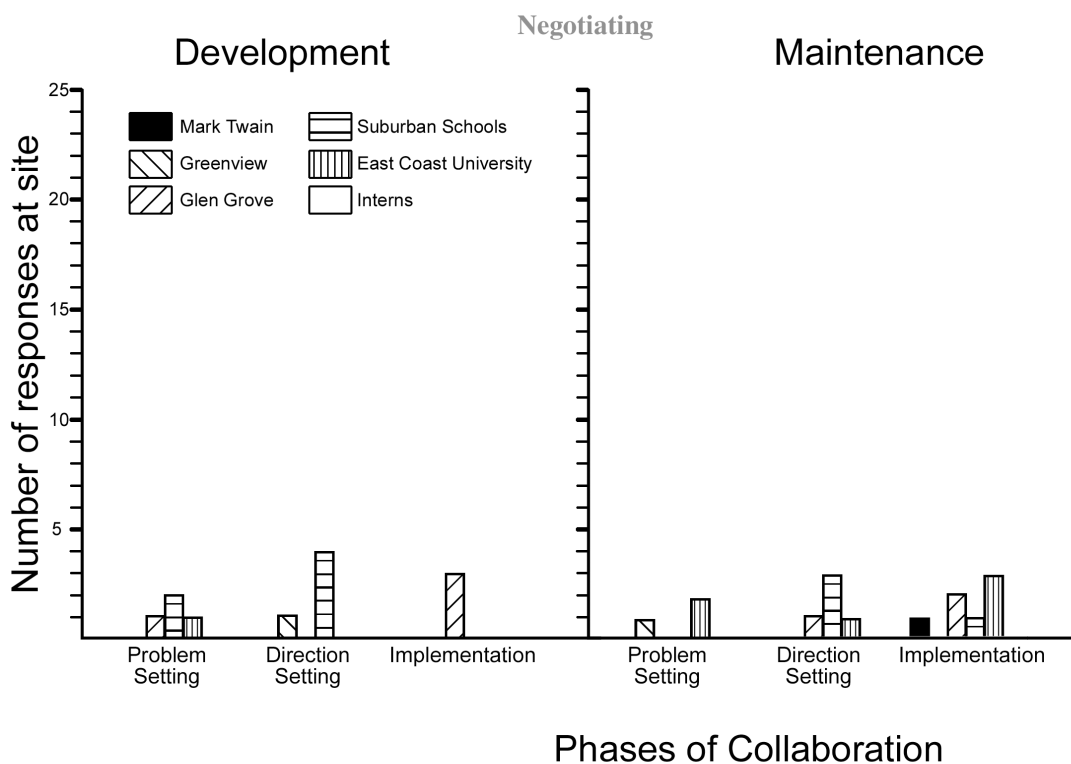 Negotiating
Development
Maintenance
Number of responses at site
25
20
15
10
5
Mark Twain
Greenview
Glen Grove
Suburban Schools
East Coast University
Interns
Problem
Setting
Direction
Setting
Implementation
Problem
Setting
Direction
Setting
Implementation
Phases of Collaboration